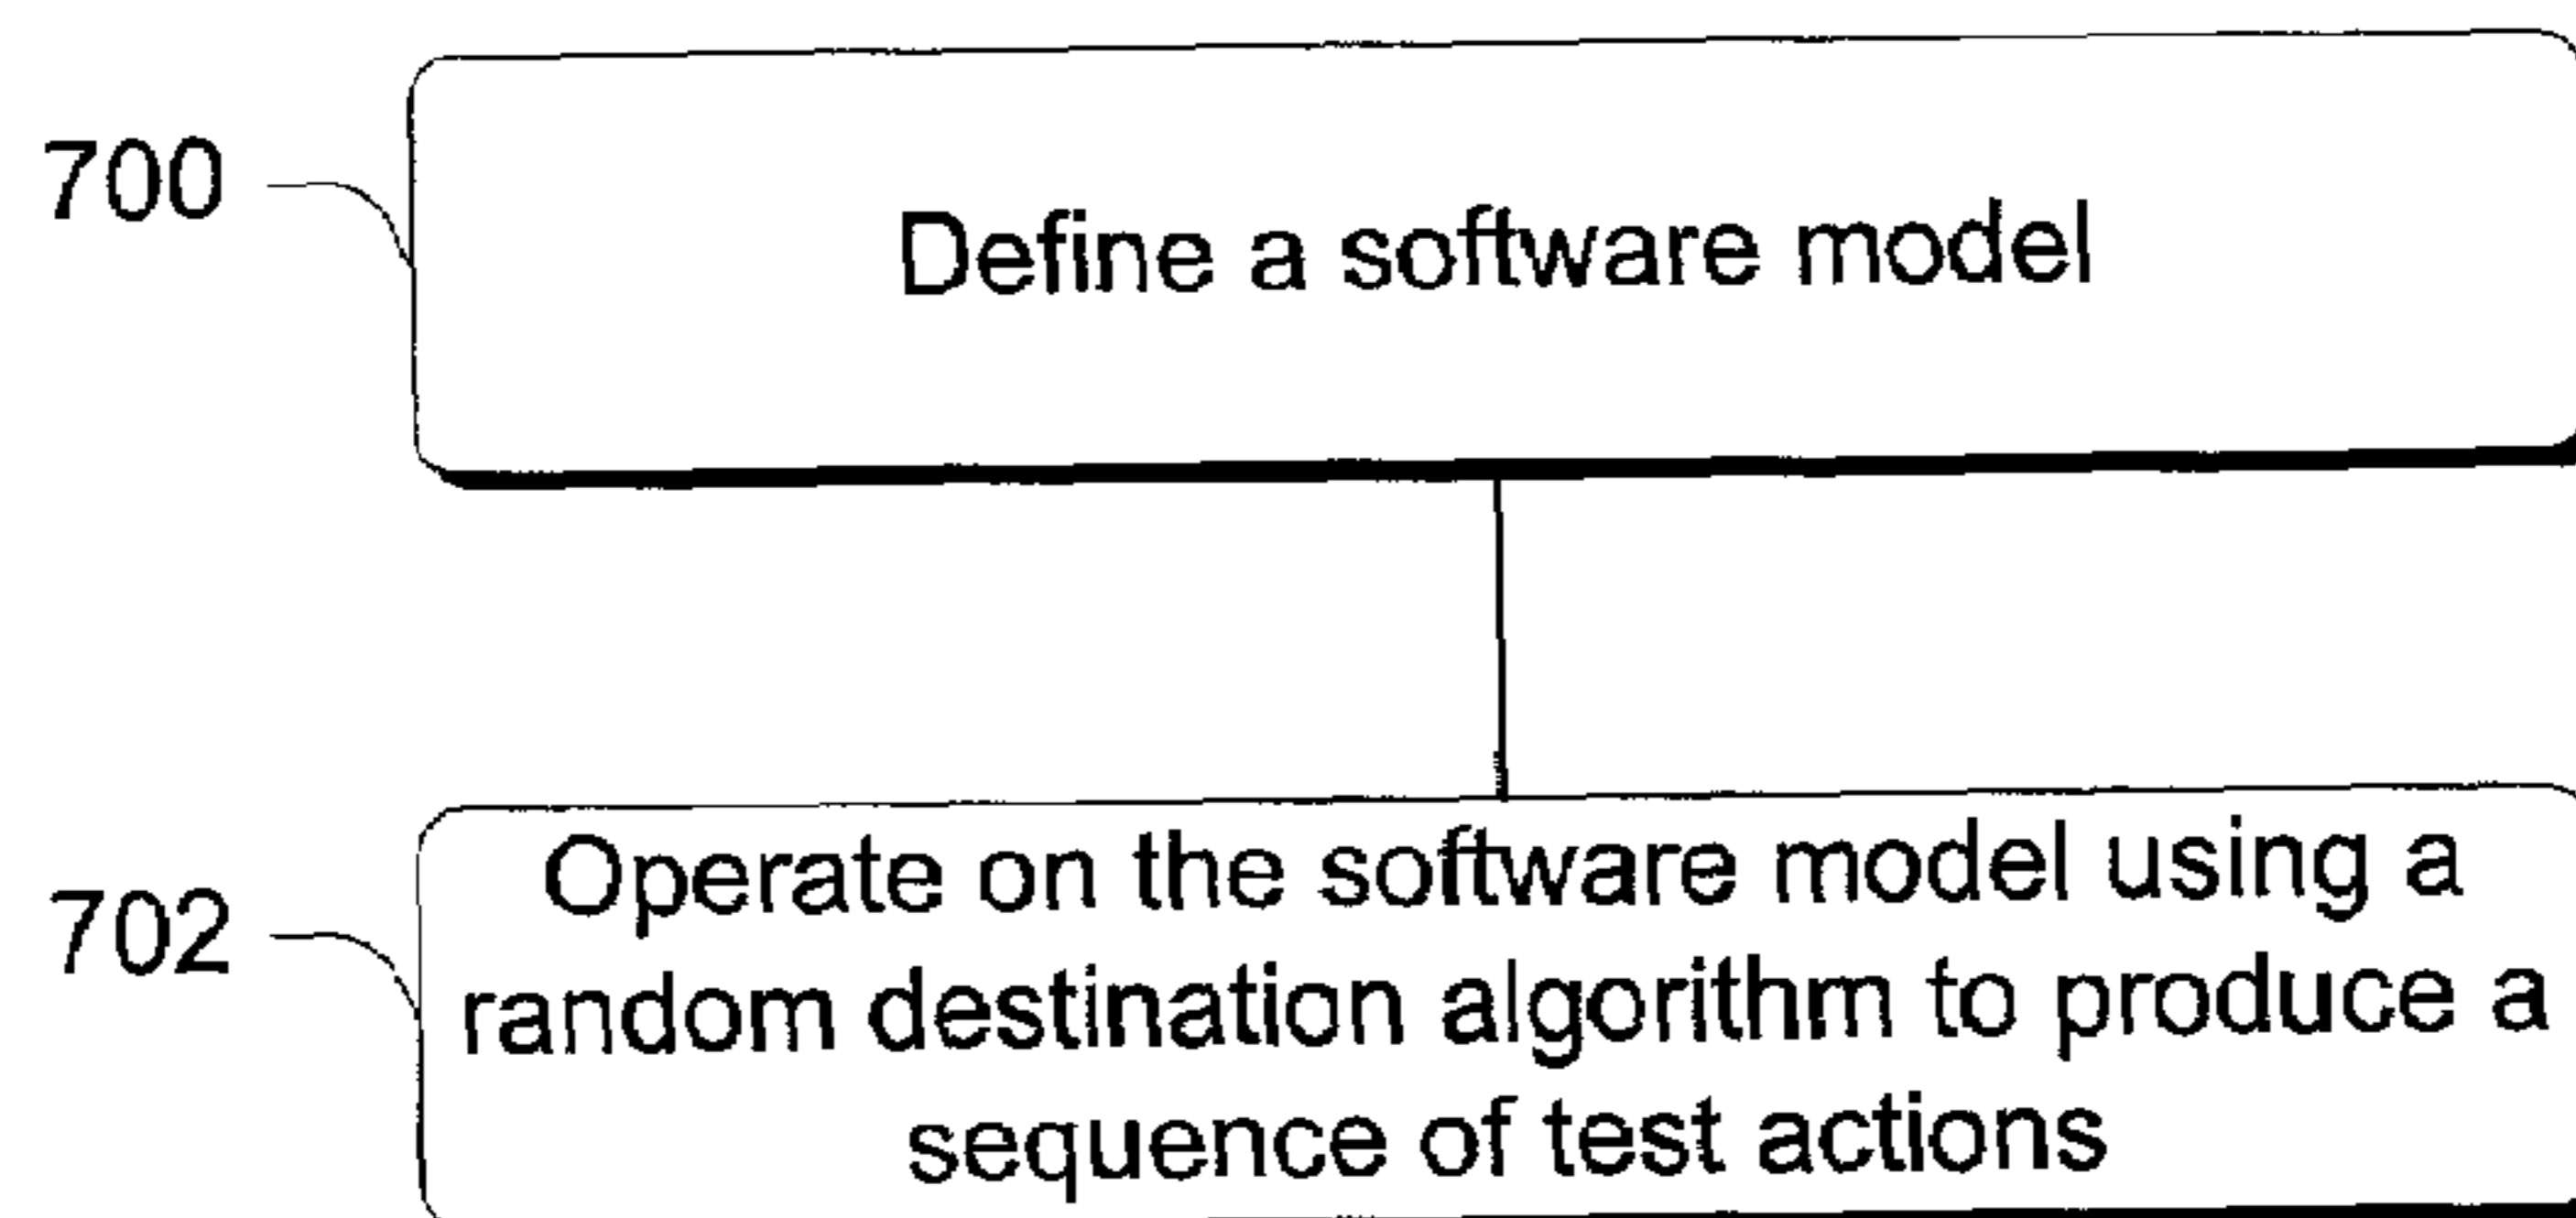 700
Define a software model
702
Operate on the software model using a
random destination algorithm to produce a
sequence of test actions